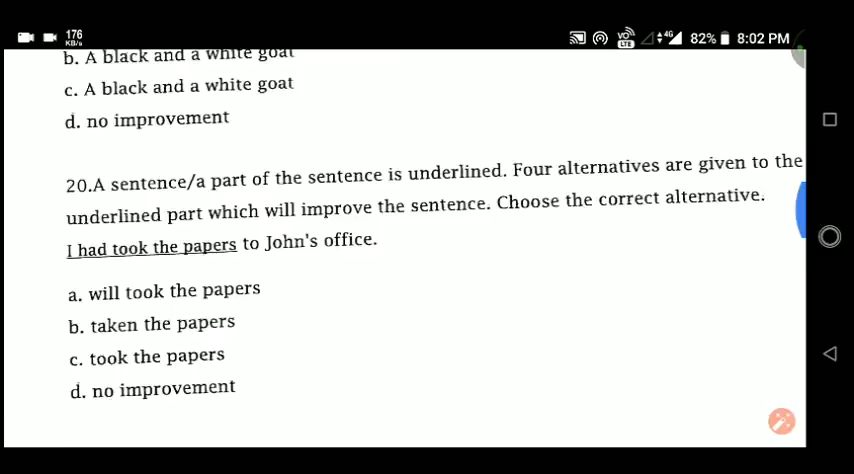 176
KB/s
VO
LTE
4G
82%
8:02 PM
b. A black and a white goat
c. A black and a white goat
d. no improvement
20.A sentence/a part of the sentence is underlined. Four alternatives are given to the
underlined part which will improve the sentence. Choose the correct alternative.
I had took the papers to John's office.
a. will took the papers
b. taken the papers
c. took the papers
d. no improvement